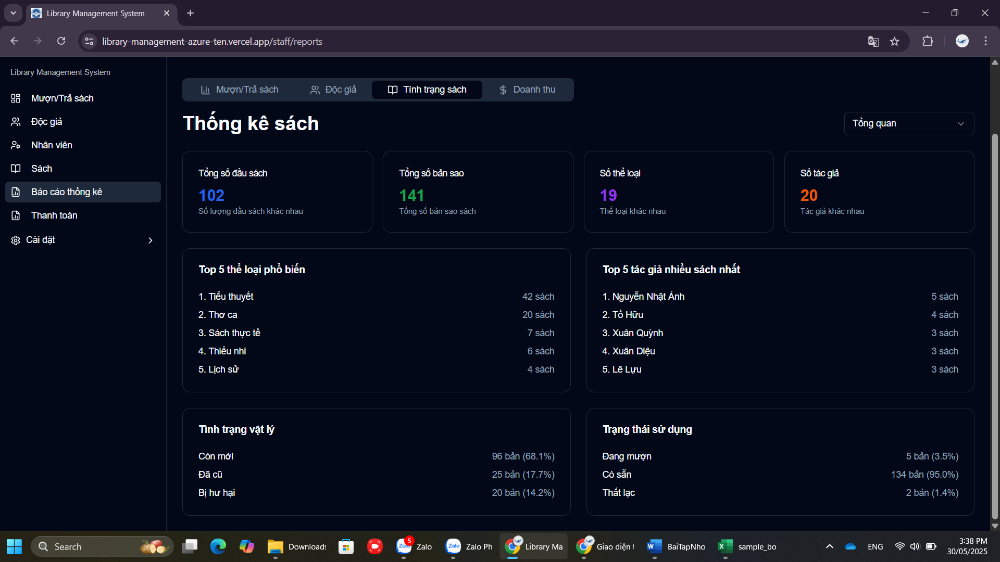 Library Management System
library-management-azure-ten.vercel.app/staff/reports
Library Management System
Mượn/Trả sách
Độc giả
Nhân viên
Sách
Báo cáo thống kê
Thanh toán
Cài đặt
Mượn/Trả sách
Độc giả
Tình trạng sách
Doanh thu
Thống kê sách
Tổng quan
Tổng số đầu sách
102
Số lượng đầu sách khác nhau
Tổng số bản sao
141
Tổng số bản sao sách
Số thể loại
19
Thể loại khác nhau
Số tác giả
20
Tác giả khác nhau
Top 5 thể loại phổ biến
1. Tiểu thuyết 42 sách
2. Thơ ca 20 sách
3. Sách thực tế 7 sách
4. Thiếu nhi 6 sách
5. Lịch sử 4 sách
Top 5 tác giả nhiều sách nhất
1. Nguyễn Nhật Ánh 5 sách
2. Tố Hữu 4 sách
3. Xuân Quỳnh 3 sách
4. Xuân Diệu 3 sách
5. Lê Lựu 3 sách
Tình trạng vật lý
Còn mới 96 bản (68.1%)
Đã cũ 25 bản (17.7%)
Bị hư hại 20 bản (14.2%)
Trạng thái sử dụng
Đang mượn 5 bản (3.5%)
Có sẵn 134 bản (95.0%)
Thất lạc 2 bản (1.4%)
Search
Downloads
Zalo
5
Zalo
Zalo
Zalo Ph
Library Ma
Giao diện t
BaiTapNho
sample_bo
ENG
3:38 PM
30/05/2025